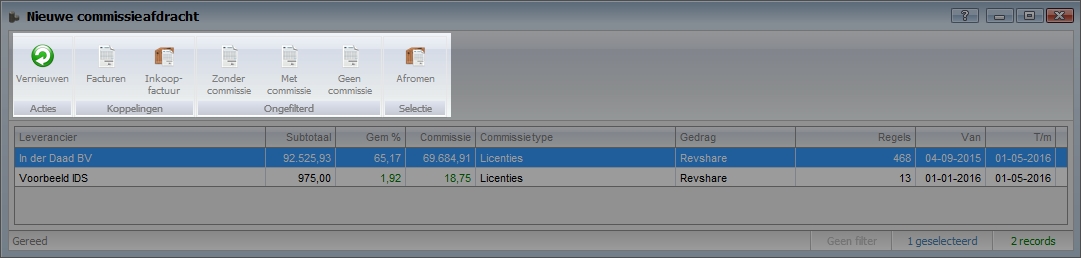 Nieuwe commissieafdracht
Vernieuwen Facturen Inkoop-factuur Zonder commissie Met commissie Geen commissie Afromen
Acties Koppelingen Ongefilterd Selectie
Leverancier Subtotaal Gem % Commissie Commissietype Gedrag Regels Van T/m
In der Daad BV 92.525,93 65,17 69.684,91 Licenties Revshare 468 04-09-2015 01-05-2016
Voorbeeld IDS 975,00 1,92 18,75 Licenties Revshare 13 01-01-2016 01-05-2016
Gereed Geen filter 1 geselecteerd 2 records